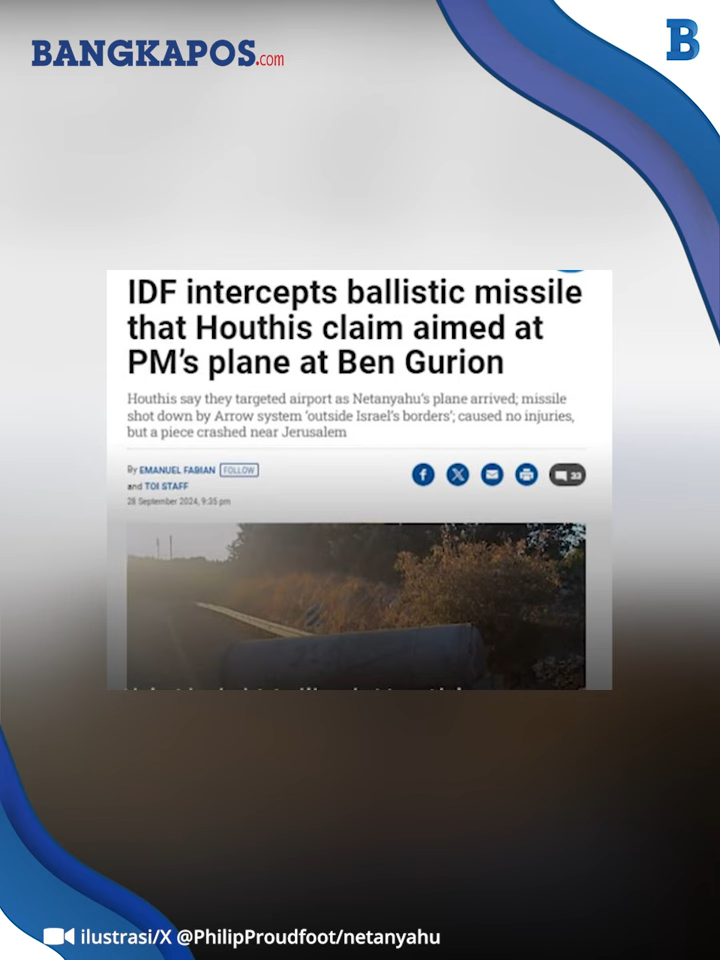 BANGKAPOS.com
B
IDF intercepts ballistic missile
that Houthis claim aimed at
PM's plane at Ben Gurion
Houthis say they targeted airport as Netanyahu's plane arrived; missile
shot down by Arrow system 'outside Israel's borders'; caused no injuries,
but a piece crashed near Jerusalem
By EMANUEL FABIAN FOLLOW
and TOI STAFF
28 September 2024, 9:35 pm
33
ilustrasi/X @PhilipProudfoot/netanyahu